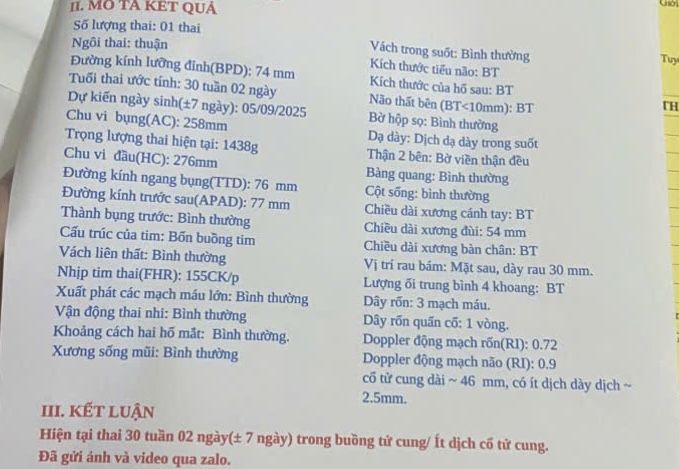 II. MÔ TẢ KẾT QUẢ
Số lượng thai: 01 thai
Ngôi thai: thuận
Đường kính lưỡng đỉnh(BPD): 74 mm
Tuổi thai ước tính: 30 tuần 02 ngày
Dự kiến ngày sinh(±7 ngày): 05/09/2025
Chu vi bụng(AC): 258mm
Trọng lượng thai hiện tại: 1438g
Chu vi đầu(HC): 276mm
Đường kính ngang bụng(TTD): 76 mm
Đường kính trước sau(APAD): 77 mm
Thành bụng trước: Bình thường
Cấu trúc của tim: Bốn buồng tim
Vách liên thất: Bình thường
Nhịp tim thai(FHR): 155CK/p
Xuất phát các mạch máu lớn: Bình thường
Vận động thai nhi: Bình thường
Khoảng cách hai hố mắt: Bình thường.
Xương sống mũi: Bình thường
Vách trong suốt: Bình thường
Kích thước tiểu não: BT
Kích thước của hố sau: BT
Não thất bên (BT<10mm): BT
Bờ hộp sọ: Bình thường
Dạ dày: Dịch dạ dày trong suốt
Thận 2 bên: Bờ viền thận đều
Bàng quang: Bình thường
Cột sống: bình thường
Chiều dài xương cánh tay: BT
Chiều dài xương đùi: 54 mm
Chiều dài xương bàn chân: BT
Vị trí rau bám: Mặt sau, dày rau 30 mm.
Lượng ối trung bình 4 khoang: BT
Dây rốn: 3 mạch máu.
Dây rốn quấn cổ: 1 vòng.
Doppler động mạch rốn(RI): 0.72
Doppler động mạch não (RI): 0.9
cổ tử cung dài ~ 46 mm, có ít dịch dày dịch ~
2.5mm.
III. KẾT LUẬN
Hiện tại thai 30 tuần 02 ngày(± 7 ngày) trong buồng tử cung/ Ít dịch cổ tử cung.
Đã gửi ảnh và video qua zalo.
Giới
TH